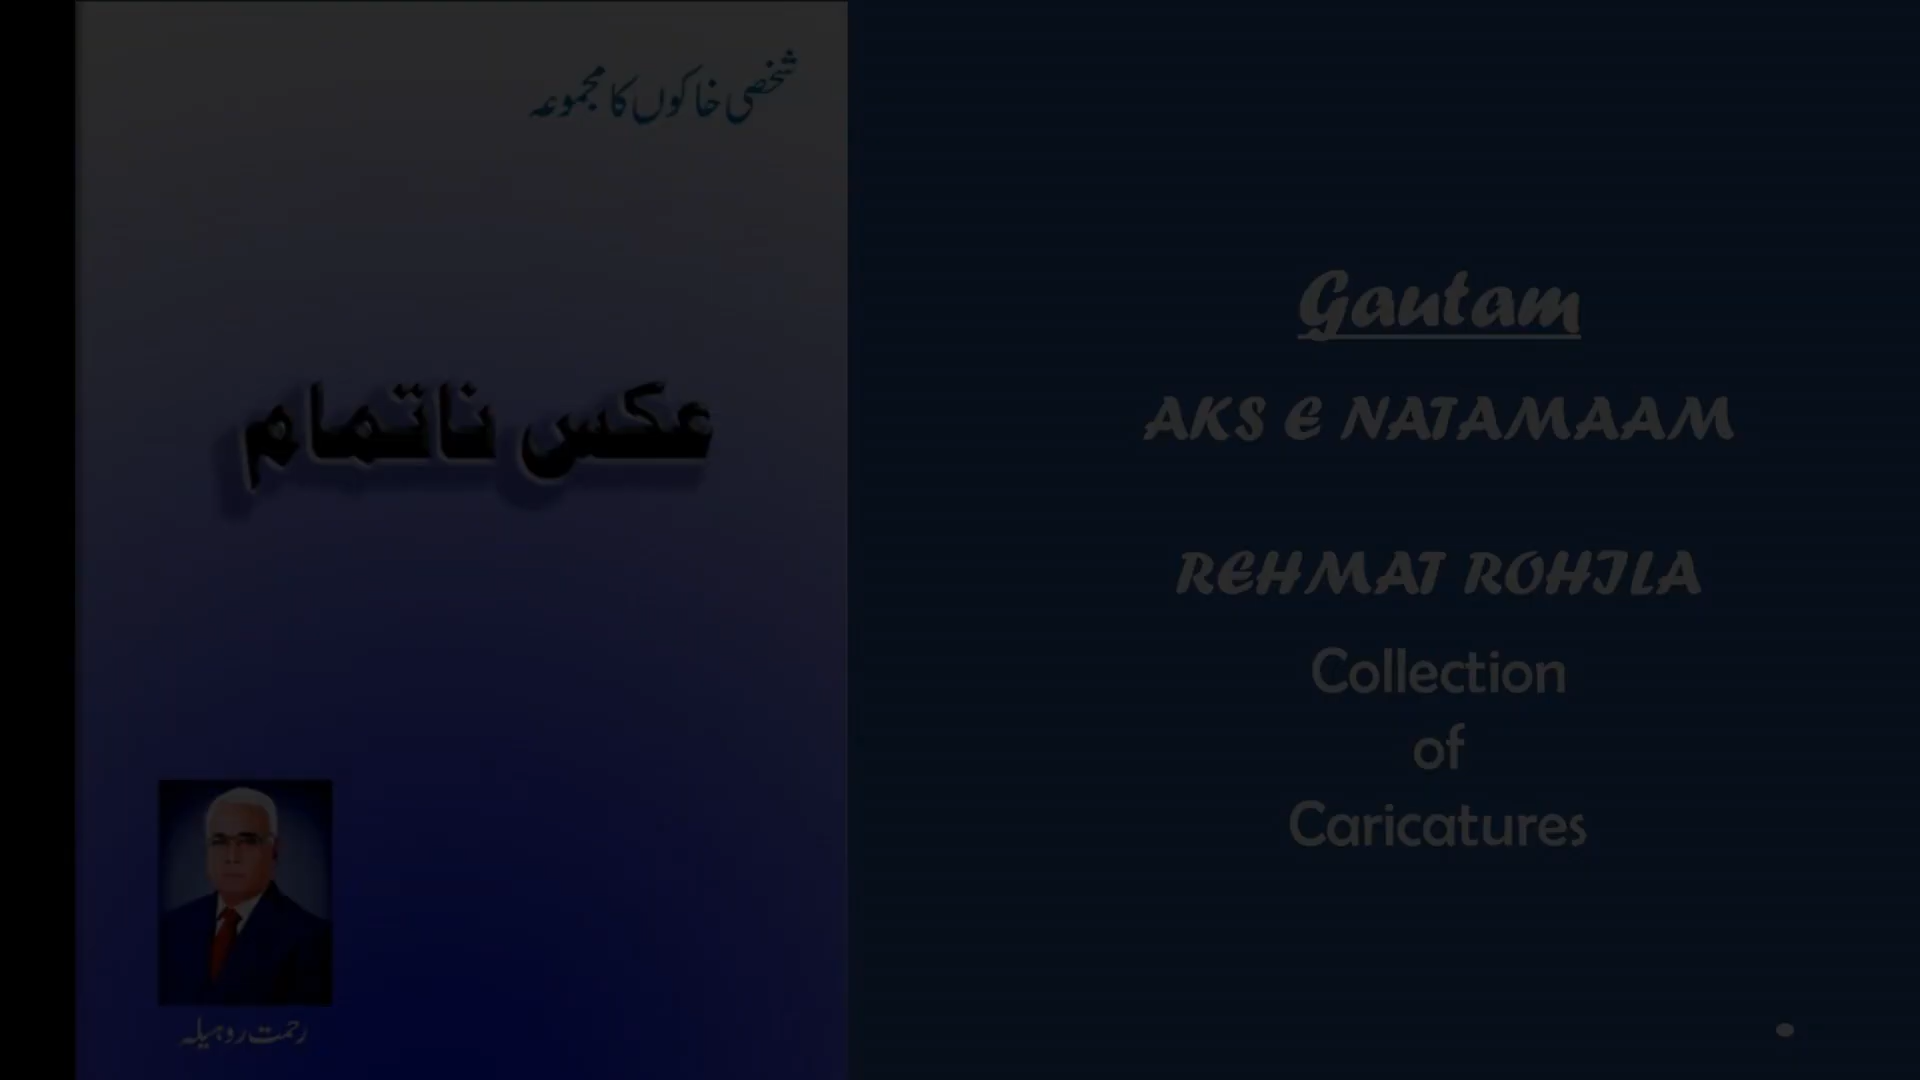 شخصی خاکوں کا مجموعہ
عکس ناتمام
رحمت روہیلہ
Gautam
AKS E NATAMAAM
REHMAT ROHILA
Collection
of
Caricatures